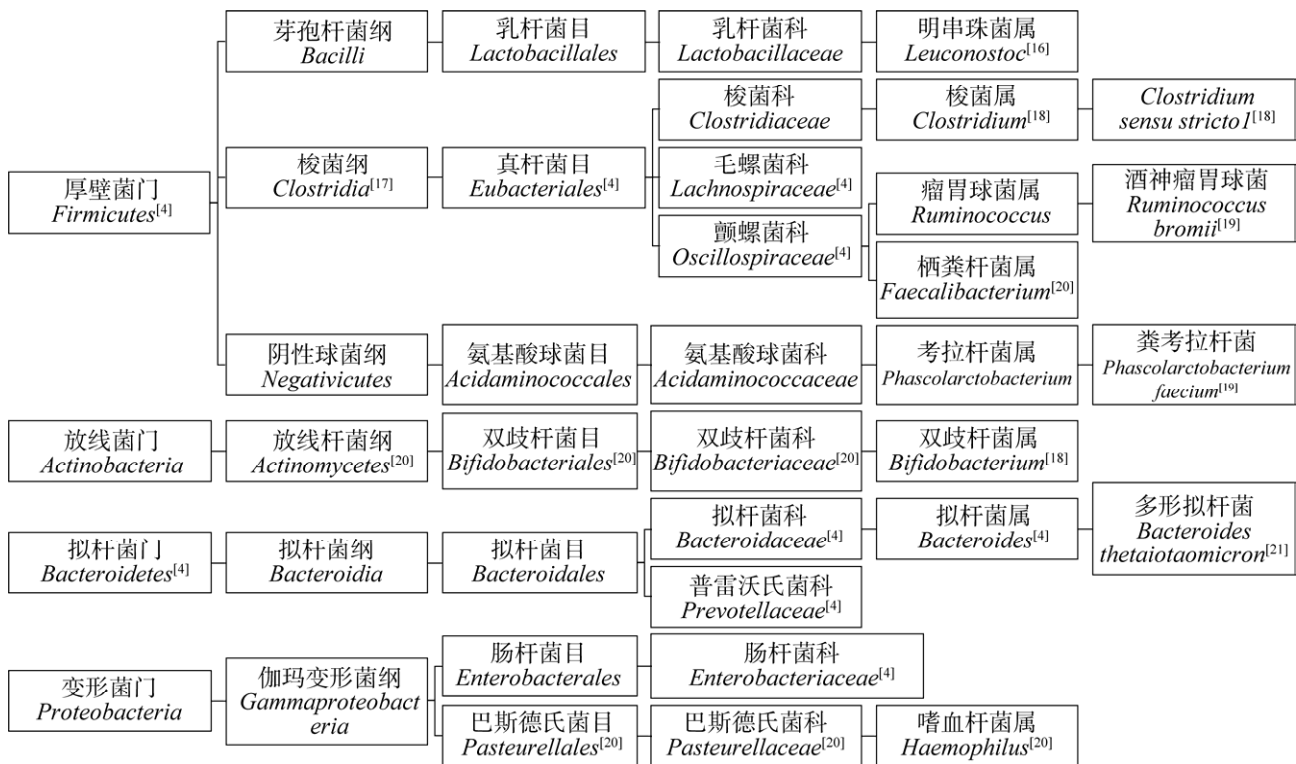 芽孢杆菌纲
Bacilli
乳杆菌目
Lactobacillales
乳杆菌科
Lactobacillaceae
明串珠菌属
Leuconostoc[16]
梭菌科
Clostridiaceae
梭菌属
Clostridium[18]
Clostridium
sensu stricto1[18]
厚壁菌门
Firmicutes[4]
梭菌纲
Clostridia[17]
真杆菌目
Eubacteriales[4]
毛螺菌科
Lachnospiraceae[4]
颤螺菌科
Oscillospiraceae[4]
瘤胃球菌属
Ruminococcus
酒神瘤胃球菌
Ruminococcus
bromii[19]
栖粪杆菌属
Faecalibacterium[20]
阴性球菌纲
Negativicutes
氨基酸球菌目
Acidaminococcales
氨基酸球菌科
Acidaminococcaceae
考拉杆菌属
Phascolarctobacterium
粪考拉杆菌
Phascolarctobacterium
faecium[19]
放线菌门
Actinobacteria
放线杆菌纲
Actinomycetes[20]
双歧杆菌目
Bifidobacteriales[20]
双歧杆菌科
Bifidobacteriaceae[20]
双歧杆菌属
Bifidobacterium[18]
拟杆菌门
Bacteroidetes[4]
拟杆菌纲
Bacteroidia
拟杆菌目
Bacteroidales
拟杆菌科
Bacteroidaceae[4]
拟杆菌属
Bacteroides[4]
多形拟杆菌
Bacteroides
thetaiotaomicron[21]
普雷沃氏菌科
Prevotellaceae[4]
变形菌门
Proteobacteria
伽玛变形菌纲
Gammaproteobact
eria
肠杆菌目
Enterobacterales
肠杆菌科
Enterobacteriaceae[4]
巴斯德氏菌目
Pasteurellales[20]
巴斯德氏菌科
Pasteurellaceae[20]
嗜血杆菌属
Haemophilus[20]